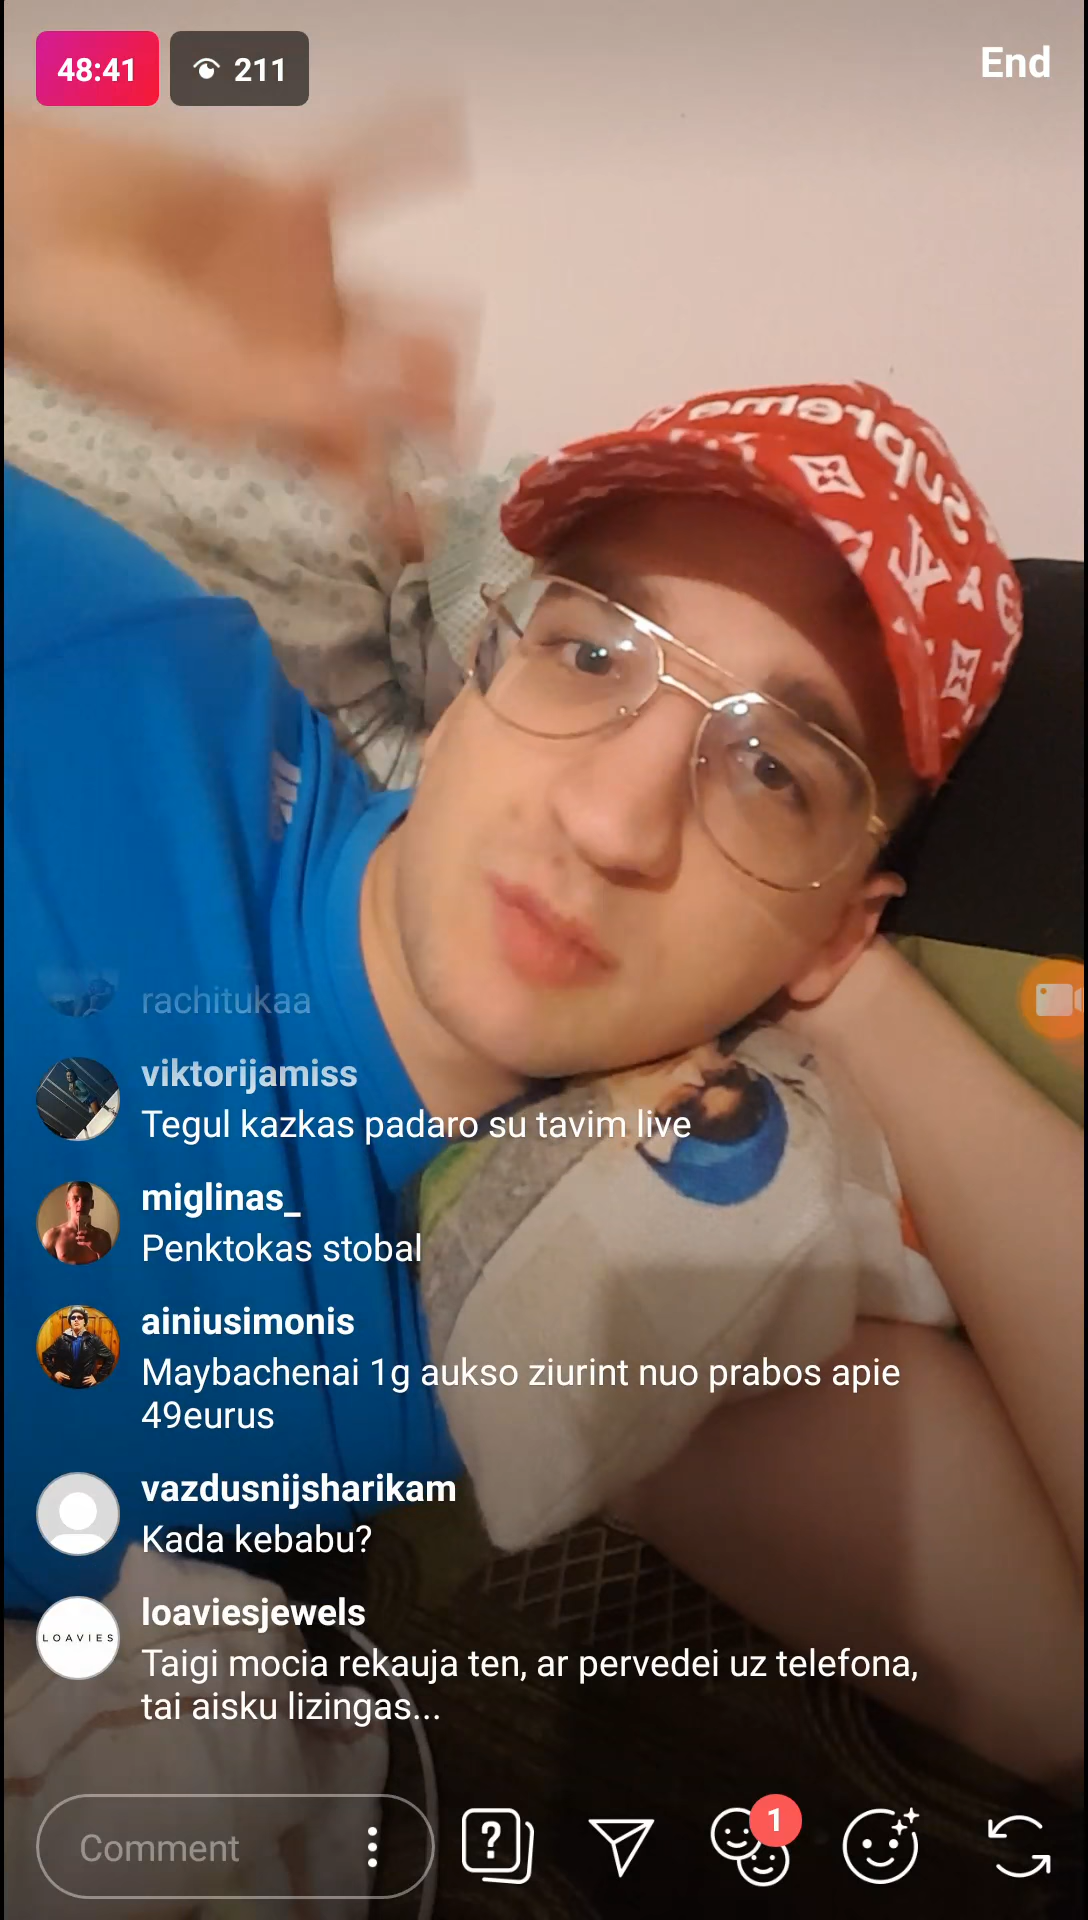 48:41
211
End
Supreme
rachitukaa
viktorijamiss
Tegul kazkas padaro su tavim live
miglinas_
Penktokas stobal
ainiusimonis
Maybachenai 1g aukso ziurint nuo prabos apie
49eurus
vazdusnijsharikam
Kada kebabu?
LOAVIES
loaviesjewels
Taigi mocia rekauja ten, ar pervedei uz telefona,
tai aisku lizingas...
Comment
?
1